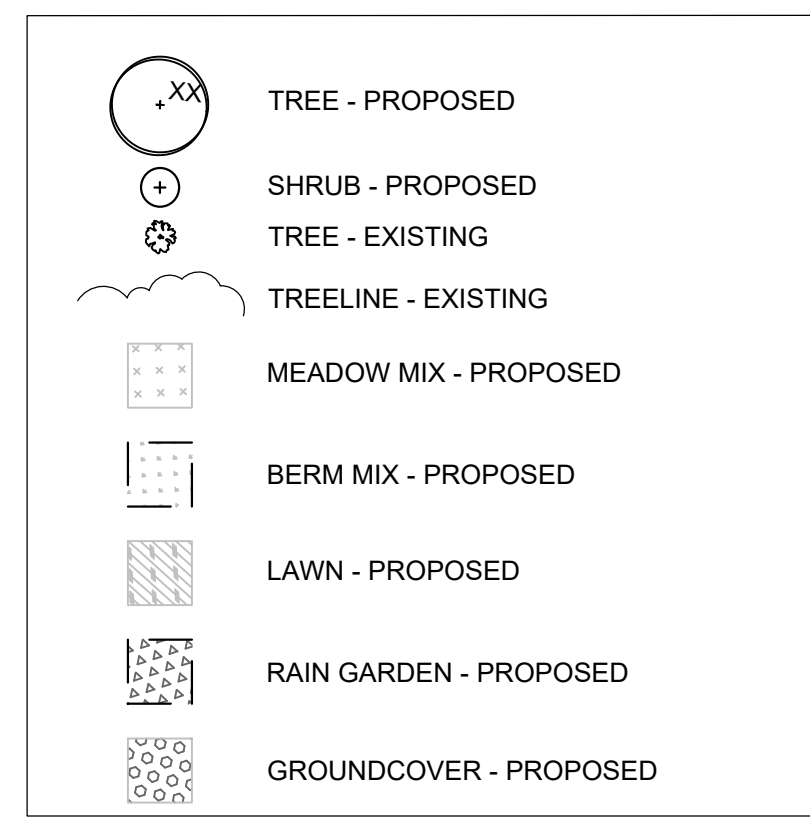 XX
TREE - PROPOSED
SHRUB - PROPOSED
TREE - EXISTING
TREELINE - EXISTING
MEADOW MIX - PROPOSED
BERM MIX - PROPOSED
LAWN - PROPOSED
RAIN GARDEN - PROPOSED
GROUNDCOVER - PROPOSED